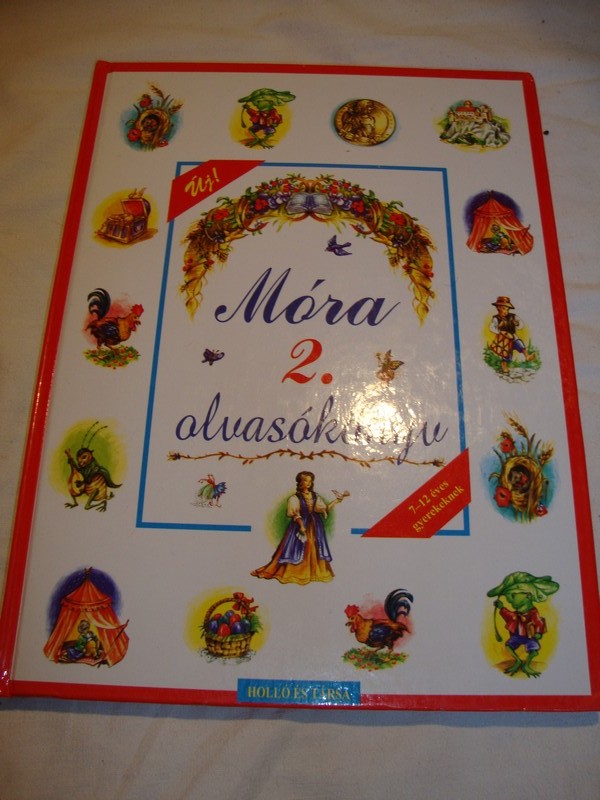 Új!
Móra
2.
olvasókönyv
7-12 éves
gyerekeknek
HOLLÓ ÉS TÁRSA